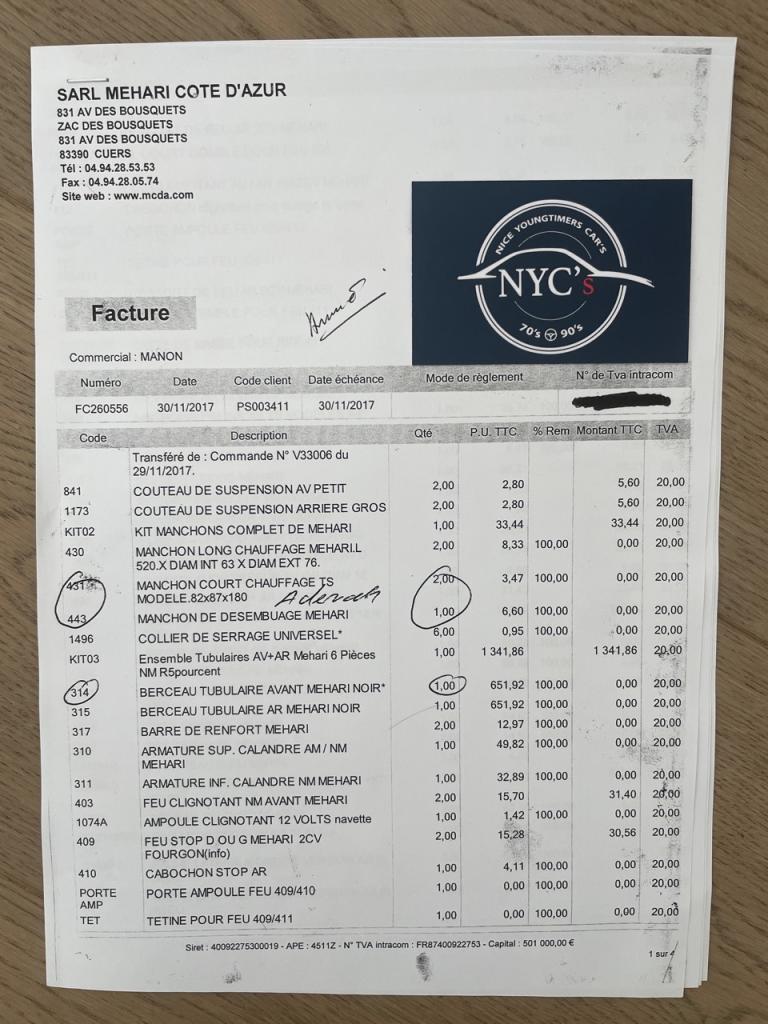 SARL MEHARI COTE D'AZUR
831 AV DES BOUSQUETS
ZAC DES BOUSQUETS
831 AV DES BOUSQUETS
83390 CUERS
Tél : 04.94.28.53.53
Fax : 04.94.28.05.74
Site web : www.mcda.com
NICE YOUNGTIMERS CAR'S
NYC's
70's 90's
Facture
Commercial : MANON
Numéro Date Code client Date échéance Mode de règlement N° de Tva intracom
FC260556 30/11/2017 PS003411 30/11/2017
Code Description Qté P.U. TTC % Rem Montant TTC TVA
Transféré de : Commande N° V33006 du
29/11/2017.
841 COUTEAU DE SUSPENSION AV PETIT 2,00 2,80 5,60 20,00
1173 COUTEAU DE SUSPENSION ARRIERE GROS 2,00 2,80 5,60 20,00
KIT02 KIT MANCHONS COMPLET DE MEHARI 1,00 33,44 33,44 20,00
430 MANCHON LONG CHAUFFAGE MEHARI.L 2,00 8,33 100,00 0,00 20,00
520.X DIAM INT 63 X DIAM EXT 76.
431 MANCHON COURT CHAUFFAGE TS 2,00 3,47 100,00 0,00 20,00
MODELE.82x87x180
443 MANCHON DE DESEMBUAGE MEHARI 1,00 6,60 100,00 0,00 20,00
1496 COLLIER DE SERRAGE UNIVERSEL* 6,00 0,95 100,00 0,00 20,00
KIT03 Ensemble Tubulaires AV+AR Mehari 6 Pièces 1,00 1 341,86 1 341,86 20,00
NM R5pourcent
314 BERCEAU TUBULAIRE AVANT MEHARI NOIR* 1,00 651,92 100,00 0,00 20,00
315 BERCEAU TUBULAIRE AR MEHARI NOIR 1,00 651,92 100,00 0,00 20,00
317 BARRE DE RENFORT MEHARI 2,00 12,97 100,00 0,00 20,00
310 ARMATURE SUP. CALANDRE AM / NM 1,00 49,82 100,00 0,00 20,00
MEHARI
311 ARMATURE INF. CALANDRE NM MEHARI 1,00 32,89 100,00 0,00 20,00
403 FEU CLIGNOTANT NM AVANT MEHARI 2,00 15,70 31,40 20,00
1074A AMPOULE CLIGNOTANT 12 VOLTS navette 1,00 1,42 100,00 0,00 20,00
409 FEU STOP D OU G MEHARI 2CV 2,00 15,28 30,56 20,00
FOURGON(info)
410 CABOCHON STOP AR 1,00 4,11 100,00 0,00 20,00
PORTE PORTE AMPOULE FEU 409/410 1,00 0,00 100,00 0,00 20,00
AMP
TET TETINE POUR FEU 409/411 1,00 0,00 100,00 0,00 20,00
Siret : 40092275300019 - APE : 4511Z - N° TVA intracom : FR87400922753 - Capital : 501 000,00 €
1 sur 4